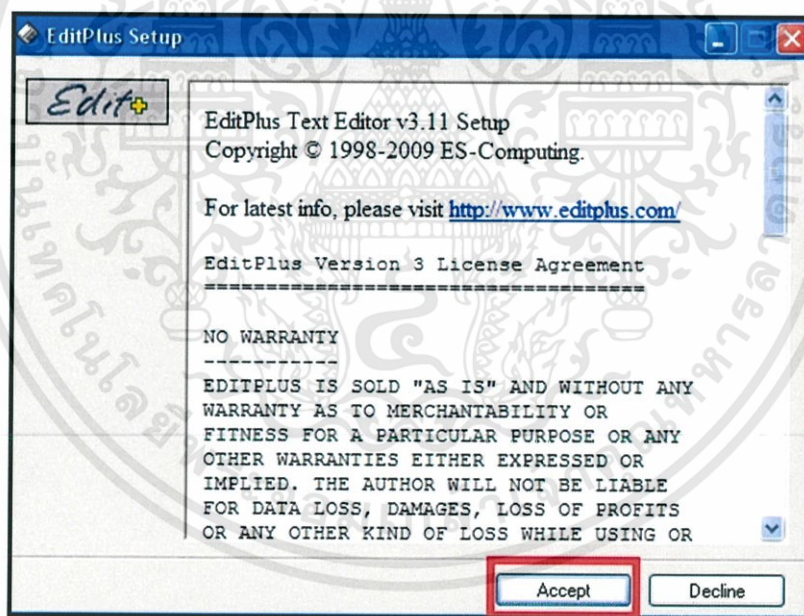 EditPlus Setup
Edit+
EditPlus Text Editor v3.11 Setup
Copyright © 1998-2009 ES-Computing.
For latest info, please visit http://www.editplus.com/
EditPlus Version 3 License Agreement
====================================
NO WARRANTY
-----------
EDITPLUS IS SOLD "AS IS" AND WITHOUT ANY
WARRANTY AS TO MERCHANTABILITY OR
FITNESS FOR A PARTICULAR PURPOSE OR ANY
OTHER WARRANTIES EITHER EXPRESSED OR
IMPLIED. THE AUTHOR WILL NOT BE LIABLE
FOR DATA LOSS, DAMAGES, LOSS OF PROFITS
OR ANY OTHER KIND OF LOSS WHILE USING OR
Accept
Decline